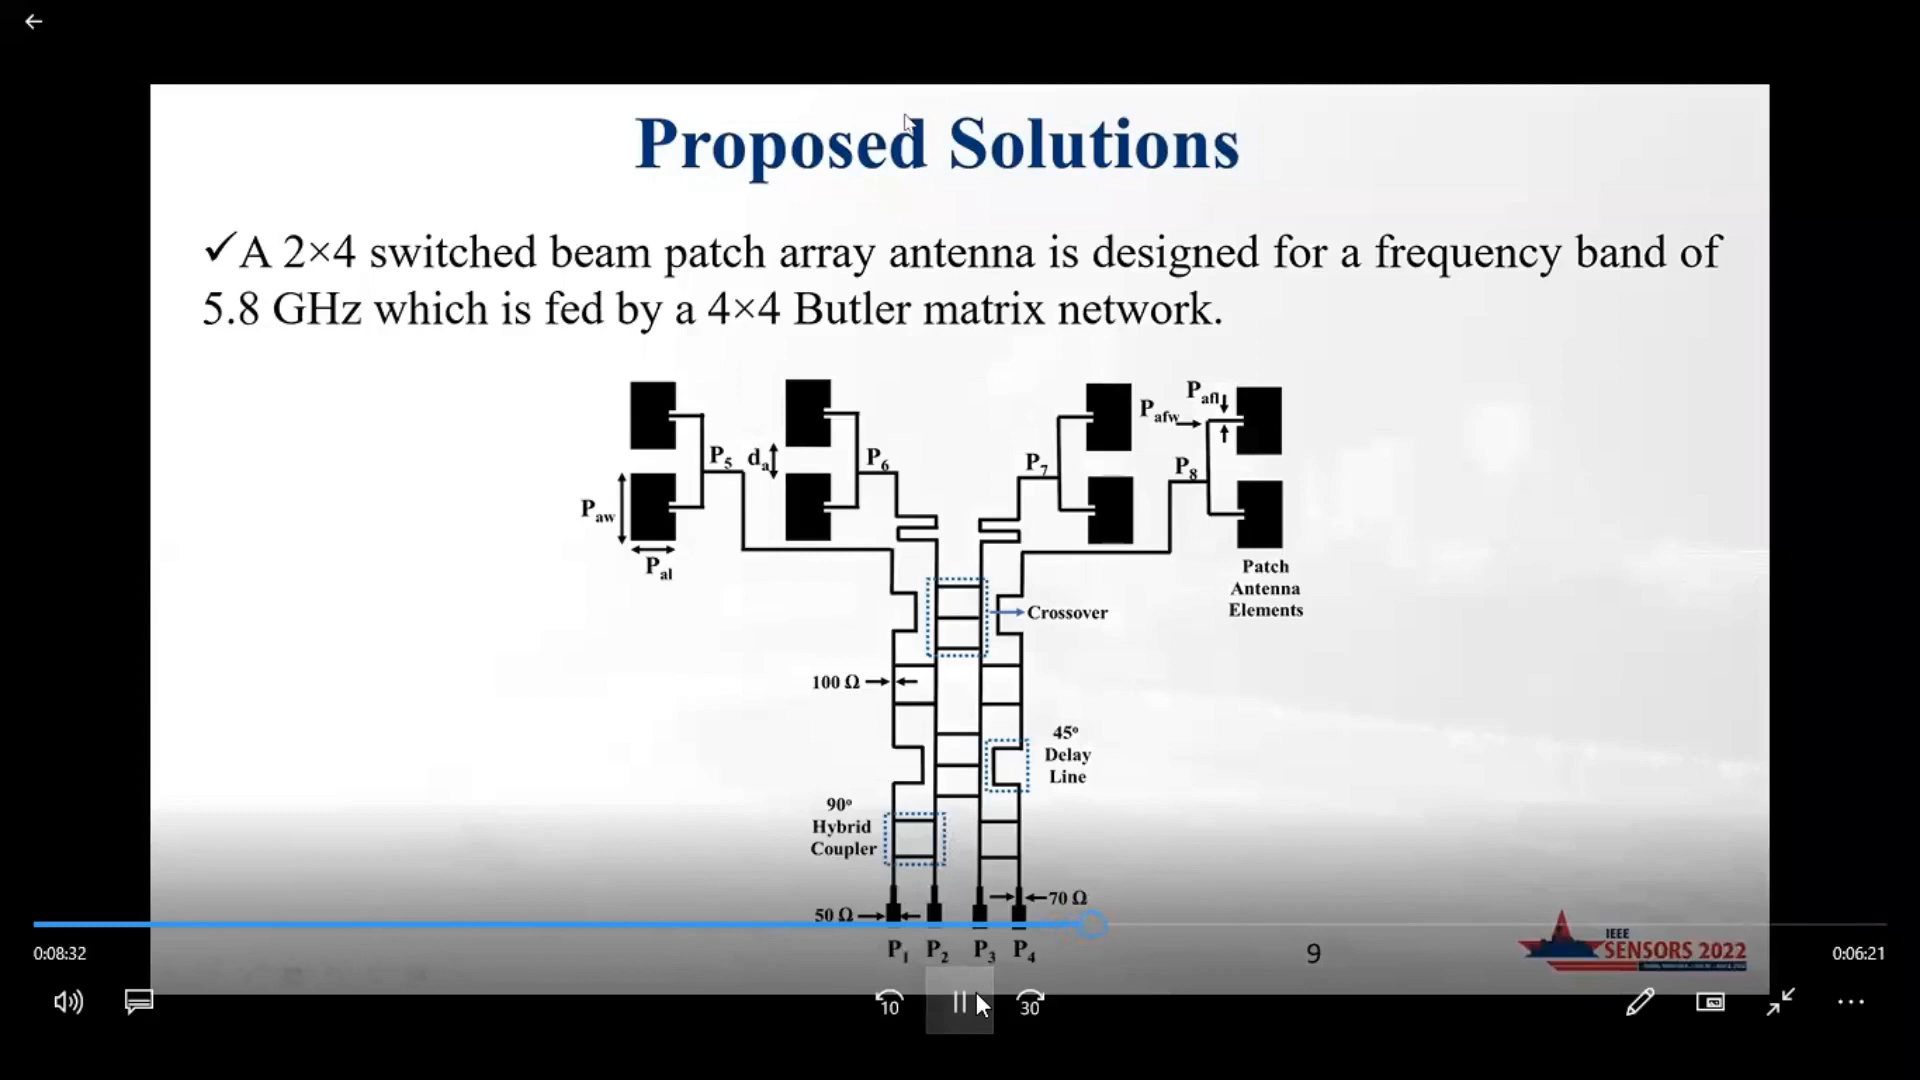 Proposed Solutions
✓A 2×4 switched beam patch array antenna is designed for a frequency band of
5.8 GHz which is fed by a 4×4 Butler matrix network.
Pafl
Pafw
P5
da
P6
P7
P8
Paw
Pal
Patch
Antenna
Elements
Crossover
100 Ω
45°
Delay
Line
90°
Hybrid
Coupler
70 Ω
50 Ω
P1 P2 P3 P4
9
IEEE
SENSORS 2022
0:08:32
0:06:21
10
30